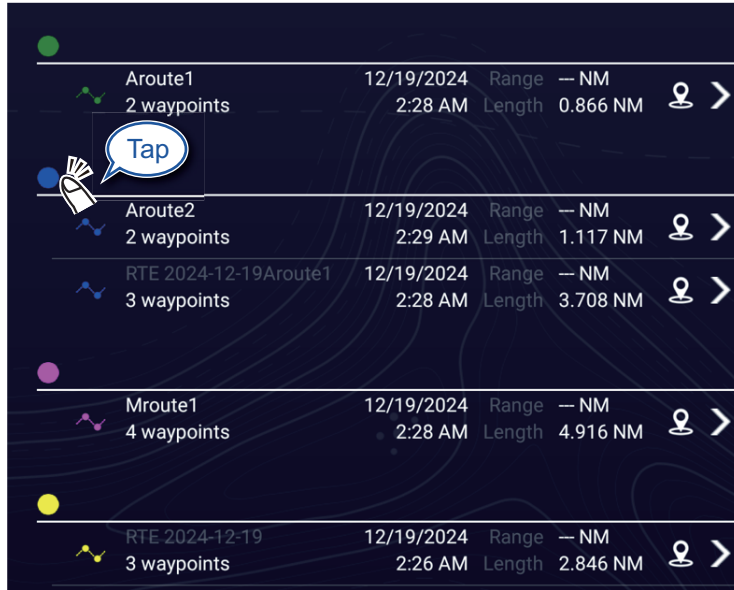 Aroute1 12/19/2024 Range --- NM
2 waypoints 2:28 AM Length 0.866 NM
Tap
Aroute2 12/19/2024 Range --- NM
2 waypoints 2:29 AM Length 1.117 NM
RTE 2024-12-19Aroute1 12/19/2024 Range --- NM
3 waypoints 2:28 AM Length 3.708 NM
Mroute1 12/19/2024 Range --- NM
4 waypoints 2:28 AM Length 4.916 NM
RTE 2024-12-19 12/19/2024 Range --- NM
3 waypoints 2:26 AM Length 2.846 NM